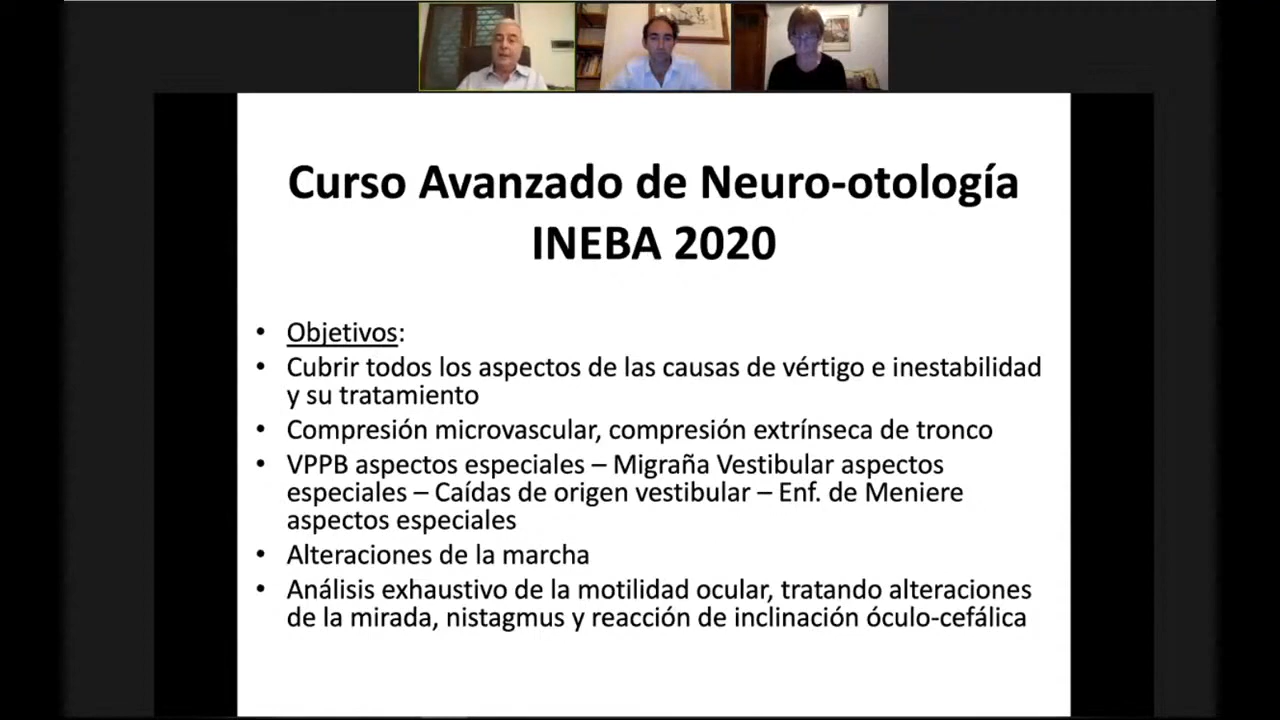 Curso Avanzado de Neuro-otología
INEBA 2020
• Objetivos:
• Cubrir todos los aspectos de las causas de vértigo e inestabilidad
y su tratamiento
• Compresión microvascular, compresión extrínseca de tronco
• VPPB aspectos especiales – Migraña Vestibular aspectos
especiales – Caídas de origen vestibular – Enf. de Meniere
aspectos especiales
• Alteraciones de la marcha
• Análisis exhaustivo de la motilidad ocular, tratando alteraciones
de la mirada, nistagmus y reacción de inclinación óculo-cefálica